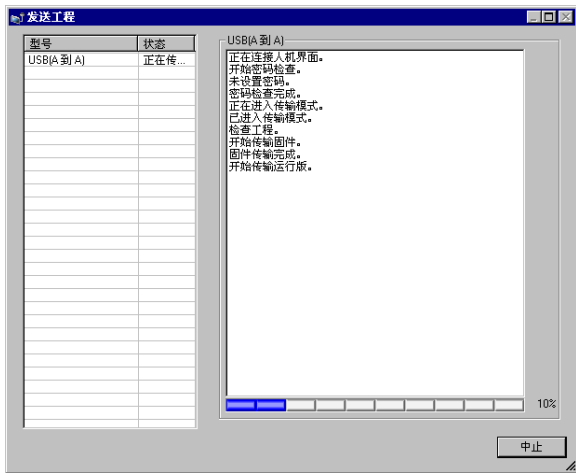 发送工程
型号 状态
USB(A 到 A) 正在传...
USB(A 到 A)
正在连接人机界面。
开始密码检查。
未设置密码。
密码检查完成。
正在进入传输模式。
已进入传输模式。
检查工程。
开始传输固件。
固件传输完成。
开始传输运行版。
10%
中止